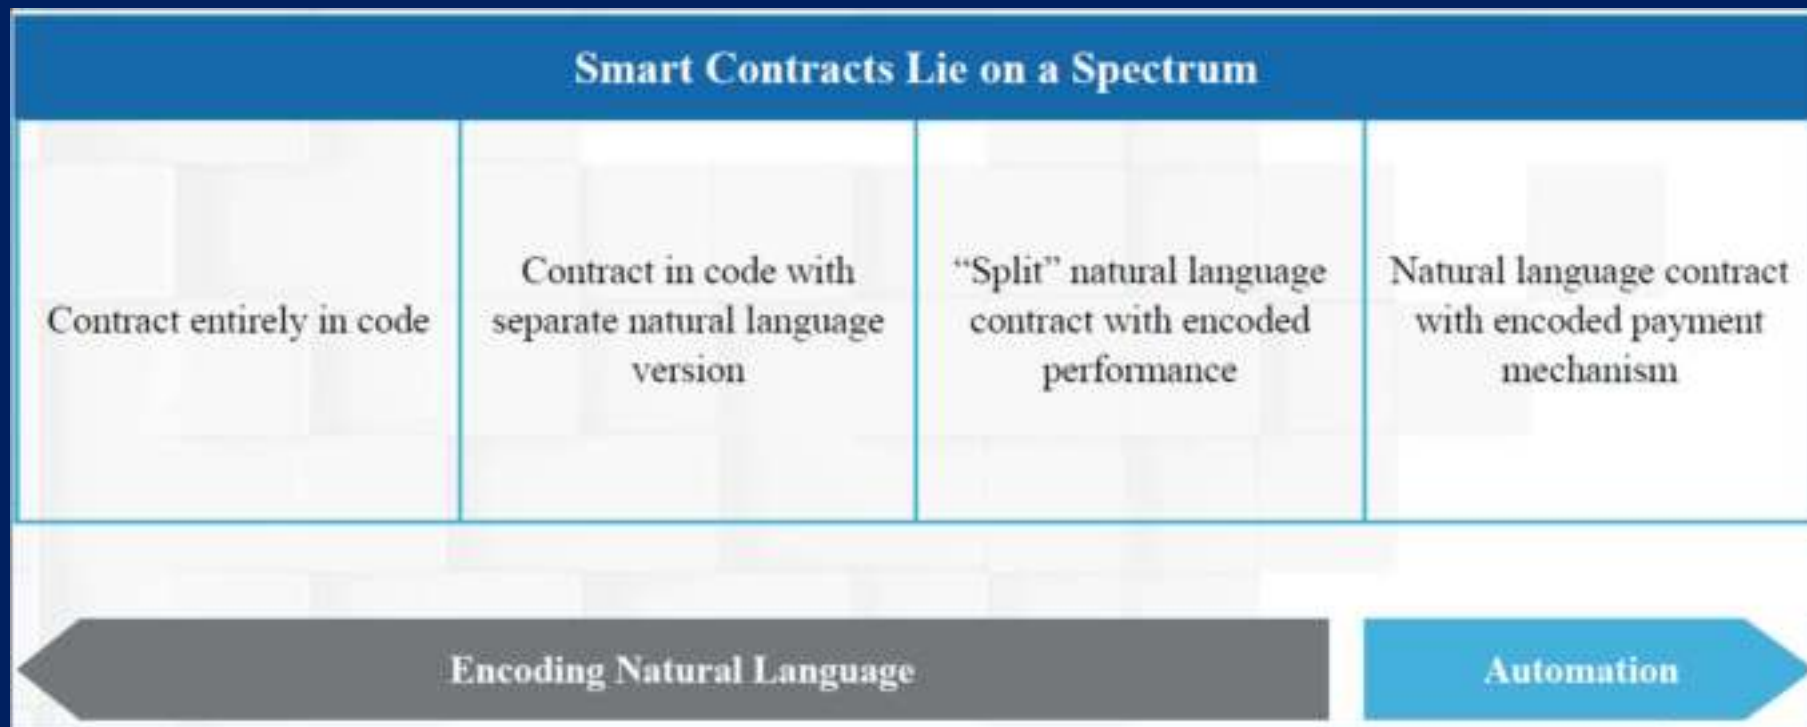 Smart Contracts Lie on a Spectrum
Contract entirely in code
Contract in code with
separate natural language
version
“Split” natural language
contract with encoded
performance
Natural language contract
with encoded payment
mechanism
Encoding Natural Language
Automation